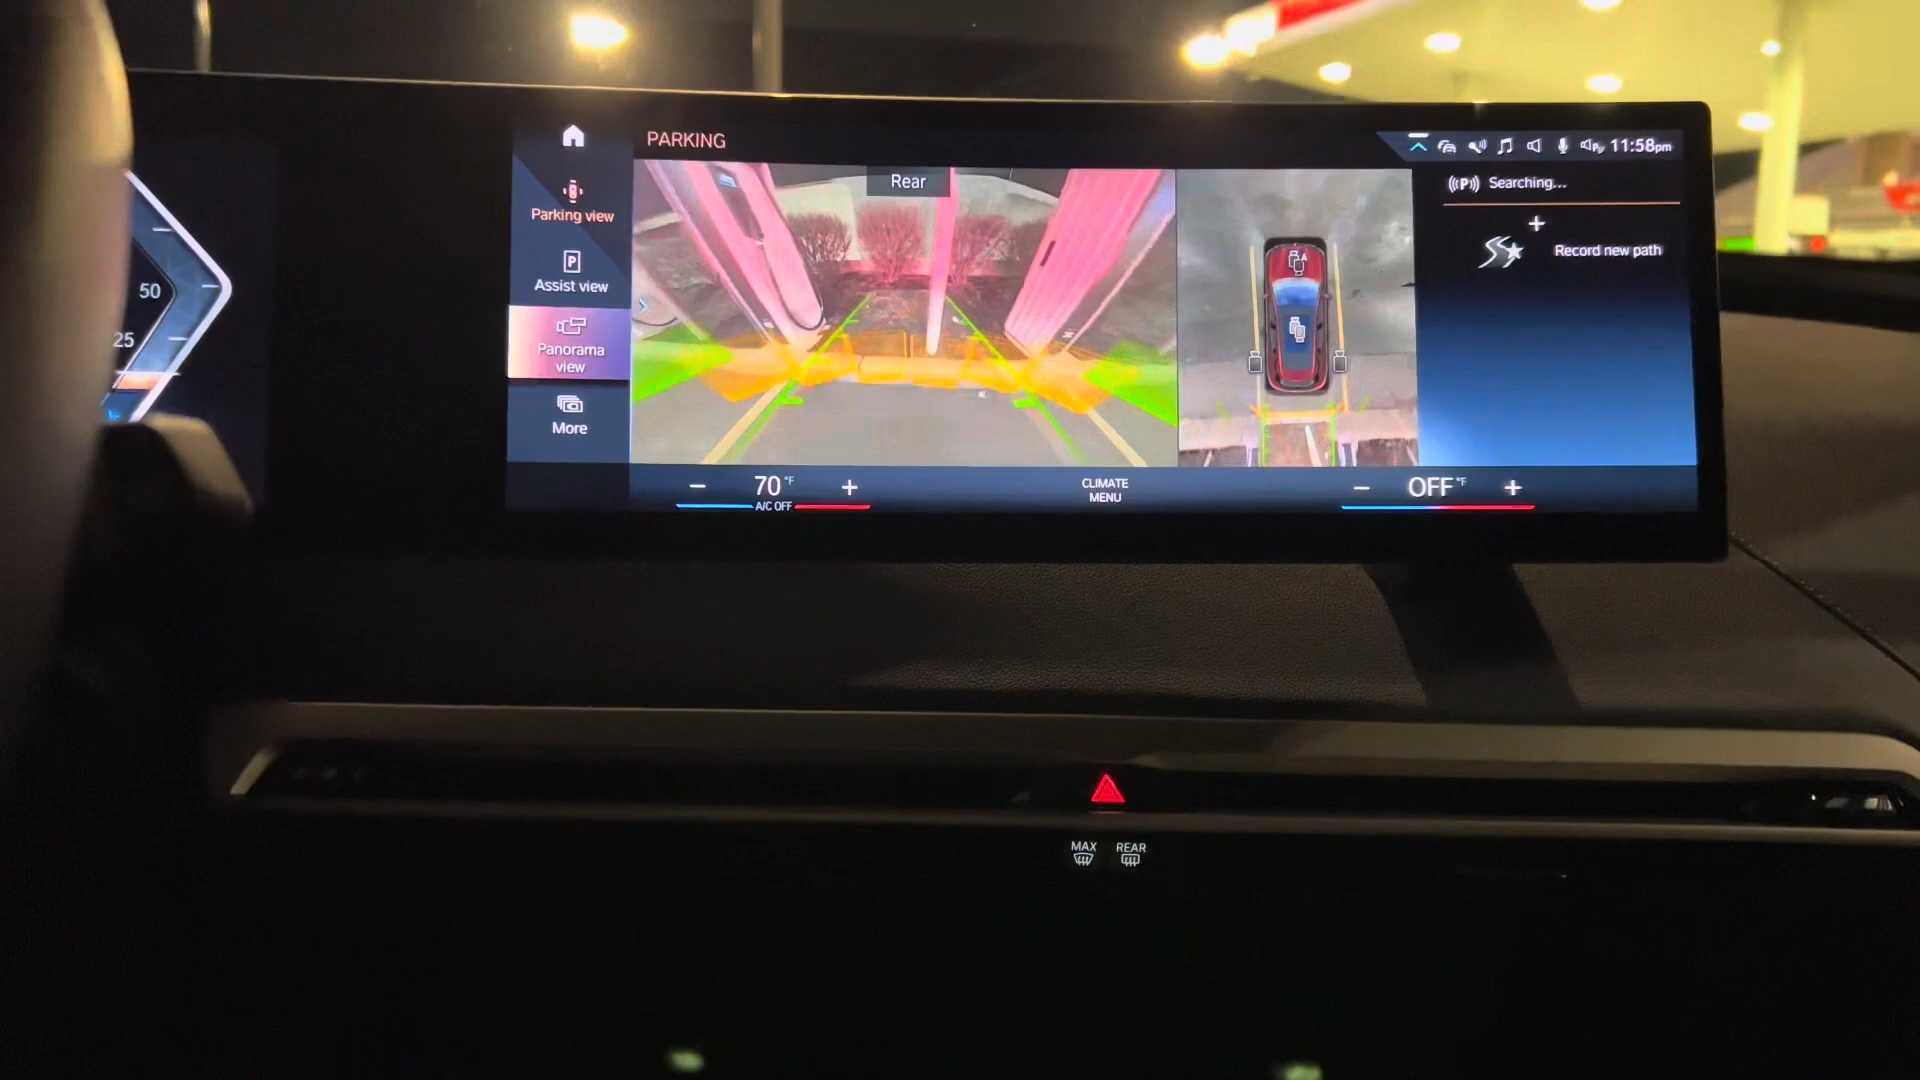 PARKING
11:58pm
Rear
Searching...
Parking view
Record new path
Assist view
Panorama
view
More
50
25
− 70°F +
A/C OFF
CLIMATE
MENU
− OFF°F +
MAX
REAR